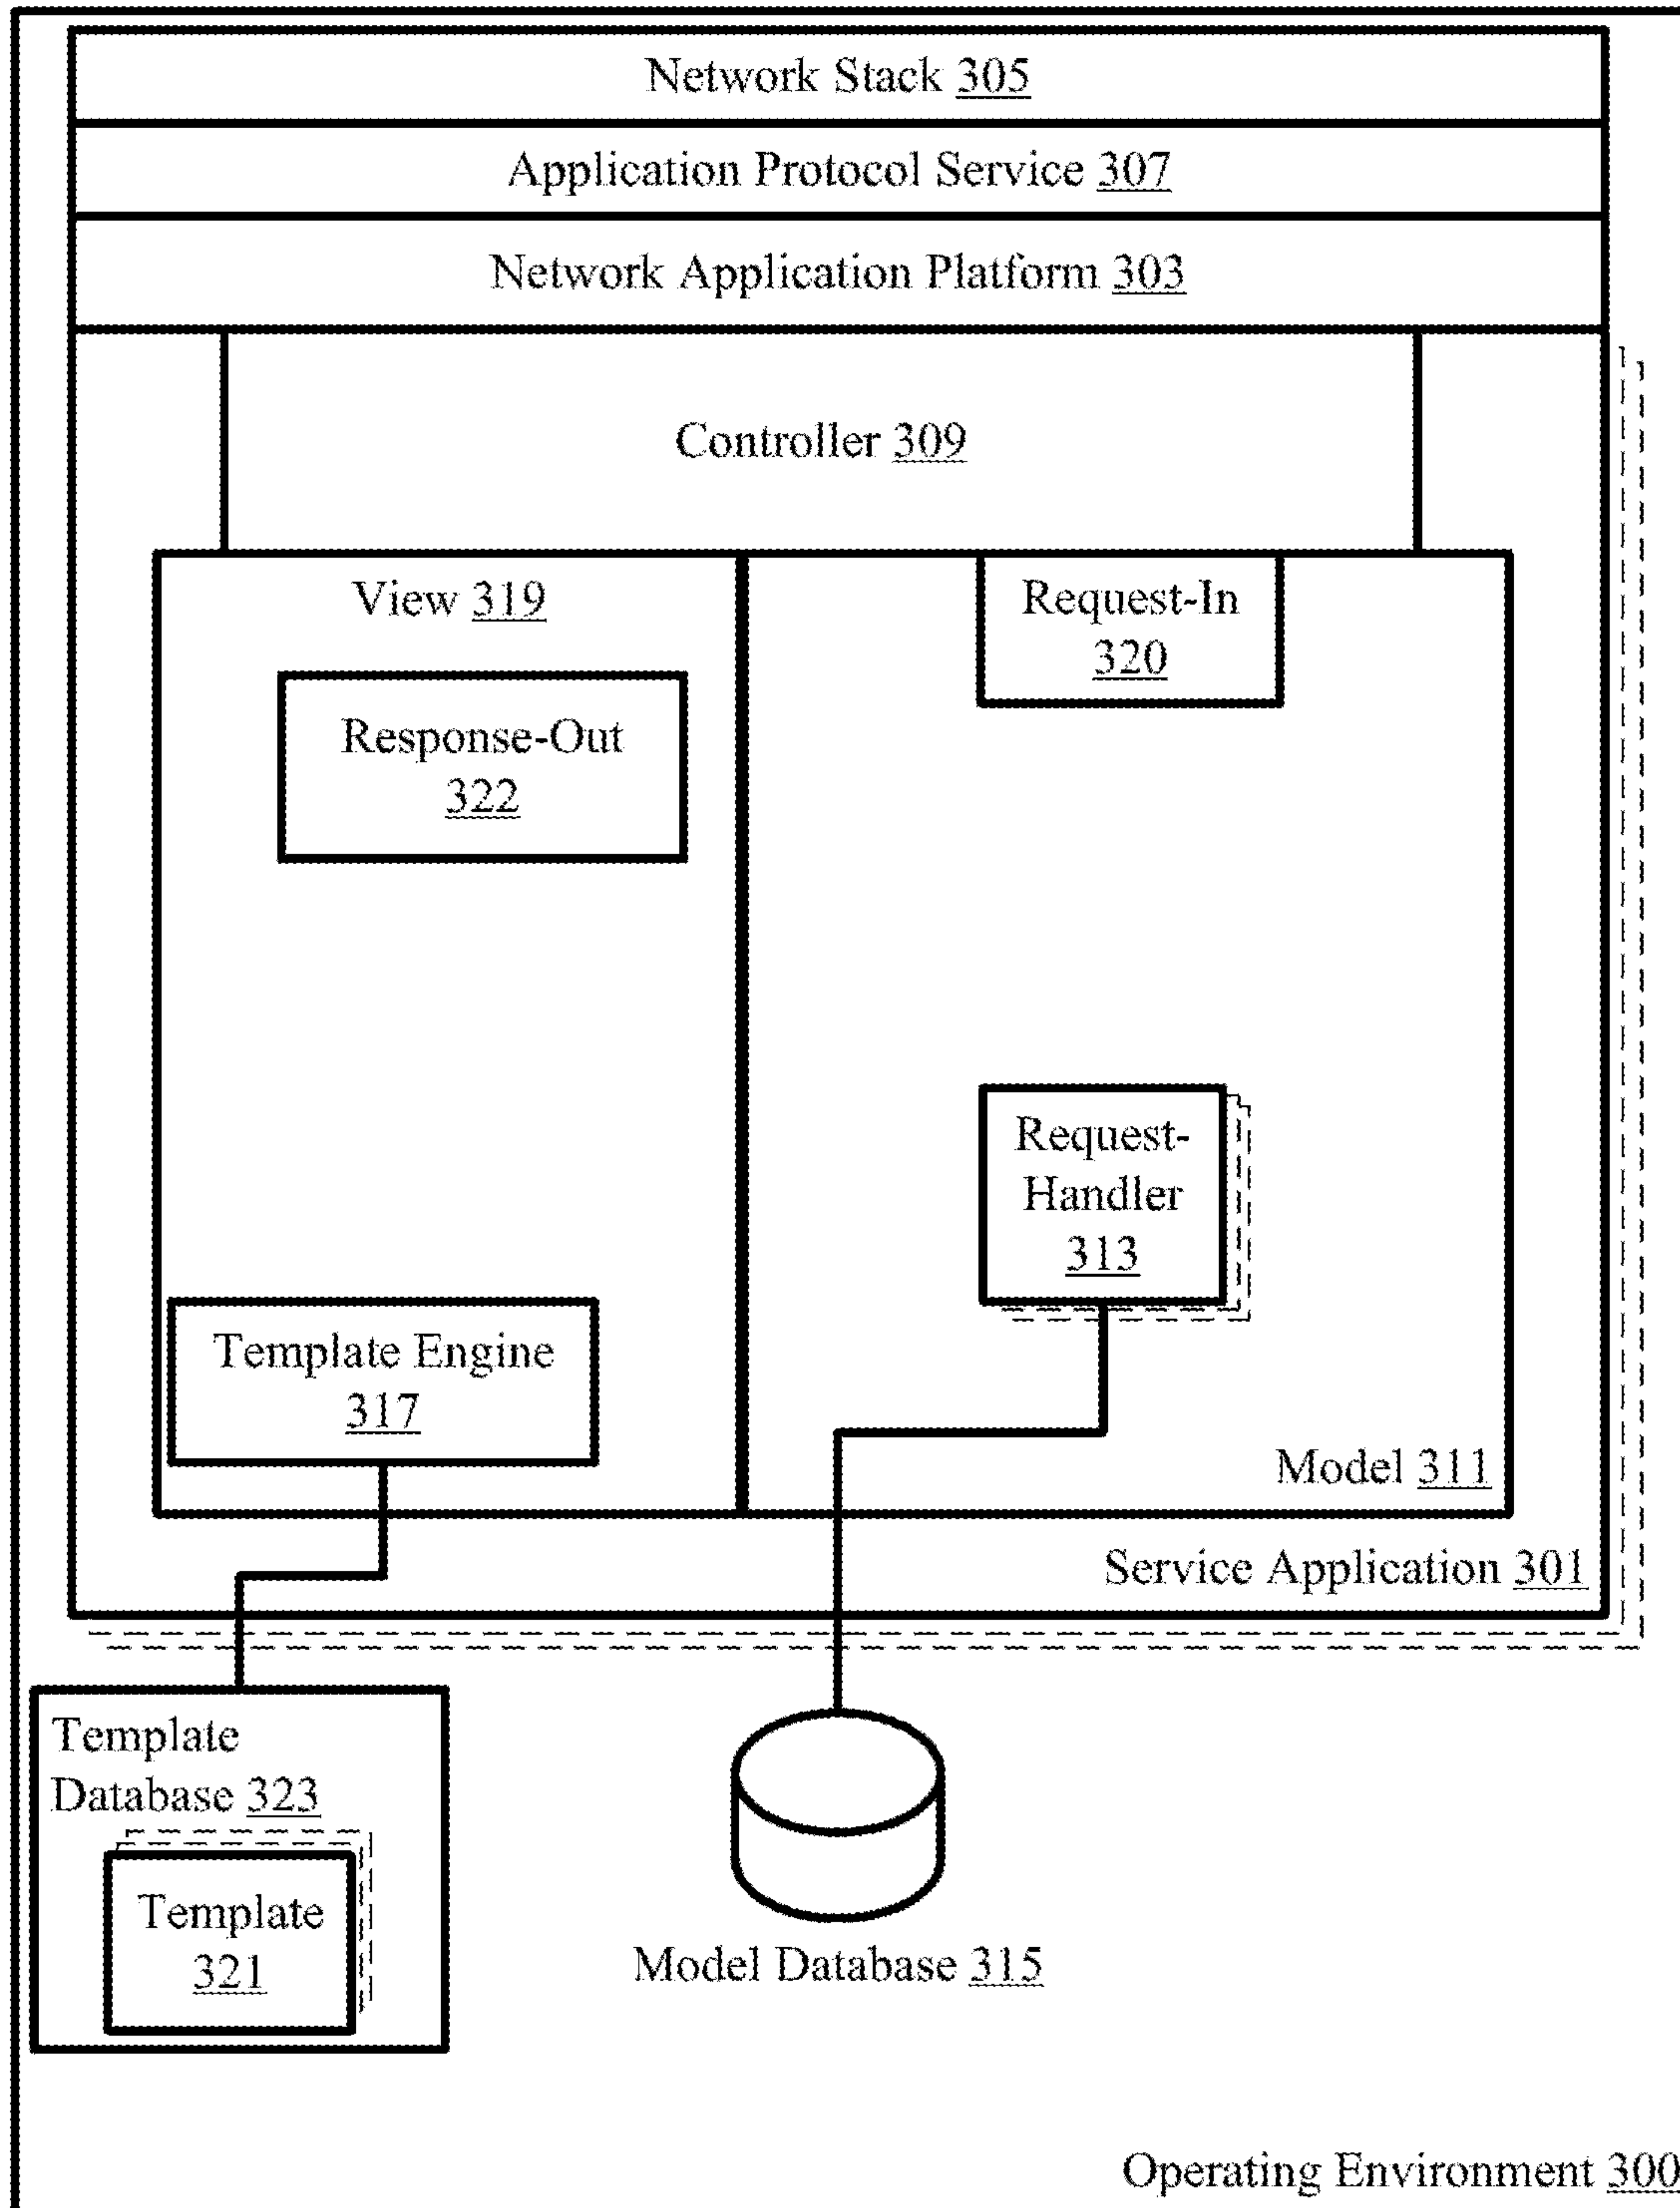 Network Stack 305
Application Protocol Service 307
Network Application Platform 303
Controller 309
View 319
Response-Out
322
Request-In
320
Request-
Handler
313
Template Engine
317
Model 311
Service Application 301
Template
Database 323
Template
321
Model Database 315
Operating Environment 300